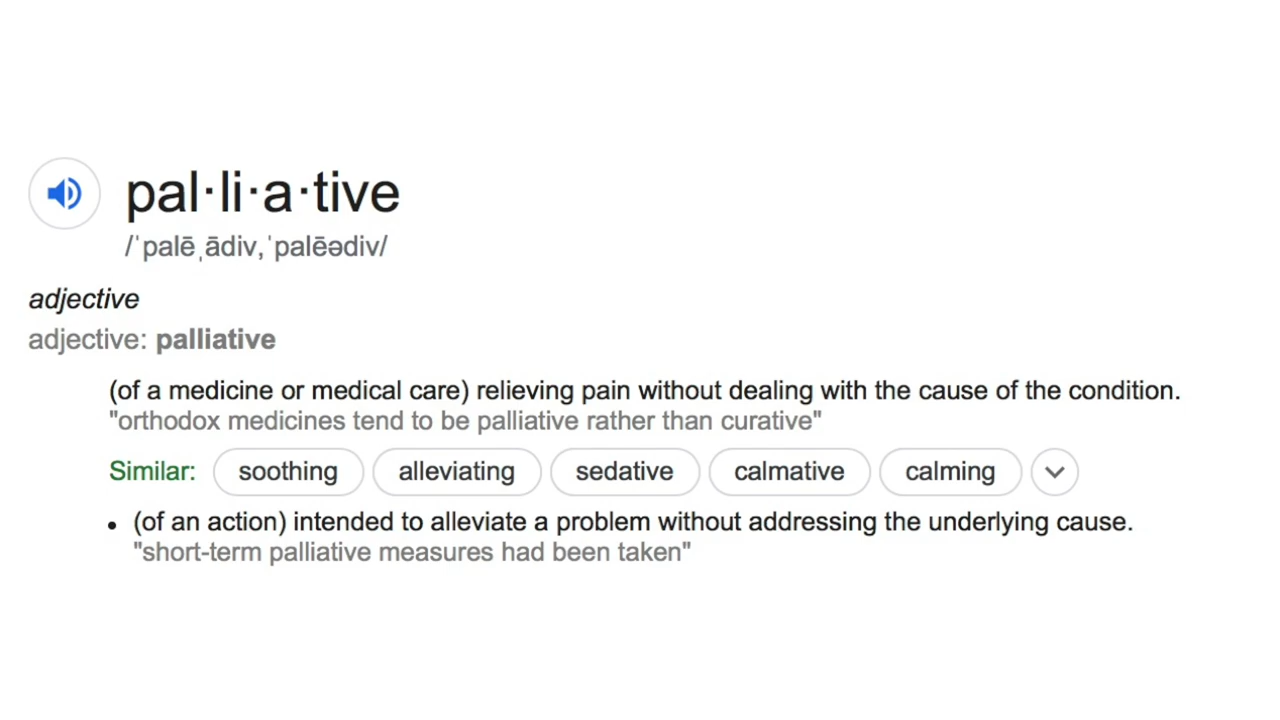 pal·li·a·tive
/ˈpalēˌādiv,ˈpalēədiv/
adjective
adjective: palliative
(of a medicine or medical care) relieving pain without dealing with the cause of the condition.
"orthodox medicines tend to be palliative rather than curative"
Similar: soothing alleviating sedative calmative calming
• (of an action) intended to alleviate a problem without addressing the underlying cause.
"short-term palliative measures had been taken"